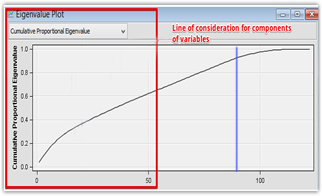 Eigenvalue Plot
Cumulative Proportional Eigenvalue
Line of consideration for components
of variables
Cumulative Proportional Eigenvalue
1.0
0.8
0.6
0.4
0.2
0.0
0
50
100